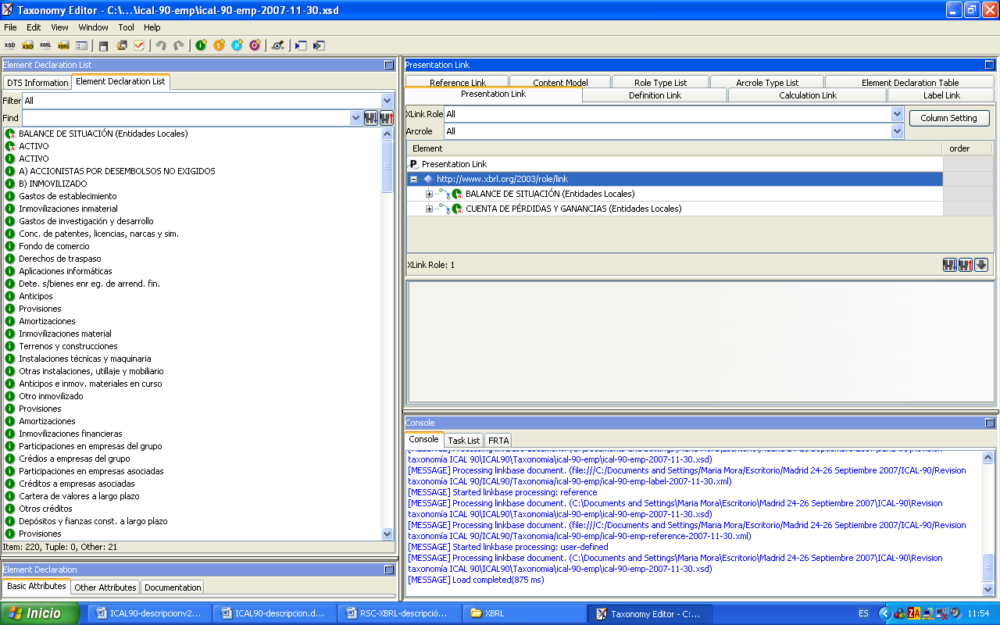 Taxonomy Editor - C:\...\ical-90-emp\ical-90-emp-2007-11-30.xsd
File Edit View Window Tool Help
XSD XSD XBRL XBRL
Element Declaration List
DTS Information Element Declaration List
Filter All
Find
BALANCE DE SITUACIÓN (Entidades Locales)
ACTIVO
ACTIVO
A) ACCIONISTAS POR DESEMBOLSOS NO EXIGIDOS
B) INMOVILIZADO
Gastos de establecimiento
Inmovilizaciones inmaterial
Gastos de investigación y desarrollo
Conc. de patentes, licencias, narcas y sim.
Fondo de comercio
Derechos de traspaso
Aplicaciones informáticas
Dete. s/bienes enr eg. de arrend. fin.
Anticipos
Provisiones
Amortizaciones
Inmovilizaciones material
Terrenos y construcciones
Instalaciones técnicas y maquinaria
Otras instalaciones, utillaje y mobiliario
Anticipos e inmov. materiales en curso
Otro inmovilizado
Provisiones
Amortizaciones
Inmovilizaciones financieras
Participaciones en empresas del grupo
Crédios a empresas del grupo
Participaciones en empresas asociadas
Créditos a empresas asociadas
Cartera de valores a largo plazo
Otros créditos
Depósitos y fianzas const. a largo plazo
Provisiones
Item: 220, Tuple: 0, Other: 21
Element Declaration
Basic Attributes Other Attributes Documentation
Presentation Link
Reference Link Content Model Role Type List Arcrole Type List Element Declaration Table
Presentation Link Definition Link Calculation Link Label Link
XLink Role All Column Setting
Arcrole All
Element order
P Presentation Link
http://www.xbrl.org/2003/role/link
BALANCE DE SITUACIÓN (Entidades Locales)
CUENTA DE PÉRDIDAS Y GANANCIAS (Entidades Locales)
XLink Role: 1
Console
Console Task List FRTA
taxonomía ICAL 90\ICAL90\Taxonomia\ical-90-emp\ical-90-emp-2007-11-30.xsd)
[MESSAGE] Processing linkbase document. (file:///C:/Documents and Settings/Maria Mora/Escritorio/Madrid 24-26 Septiembre 2007/ICAL-90/Revision
taxonomía ICAL 90/ICAL90/Taxonomia/ical-90-emp/ical-90-emp-label-2007-11-30.xml)
[MESSAGE] Started linkbase processing: reference
[MESSAGE] Processing linkbase document. (C:\Documents and Settings\Maria Mora\Escritorio\Madrid 24-26 Septiembre 2007\ICAL-90\Revision
taxonomía ICAL 90\ICAL90\Taxonomia\ical-90-emp\ical-90-emp-2007-11-30.xsd)
[MESSAGE] Processing linkbase document. (file:///C:/Documents and Settings/Maria Mora/Escritorio/Madrid 24-26 Septiembre 2007/ICAL-90/Revision
taxonomía ICAL 90/ICAL90/Taxonomia/ical-90-emp/ical-90-emp-reference-2007-11-30.xml)
[MESSAGE] Started linkbase processing: user-defined
[MESSAGE] Processing linkbase document. (C:\Documents and Settings\Maria Mora\Escritorio\Madrid 24-26 Septiembre 2007\ICAL-90\Revision
taxonomía ICAL 90\ICAL90\Taxonomia\ical-90-emp\ical-90-emp-2007-11-30.xsd)
[MESSAGE] Load completed(875 ms)
Inicio ICAL90-descripcionv2... ICAL90-descripcion.d... RSC-XBRL-descripció... XBRL Taxonomy Editor - C:... ES ZA 11:54